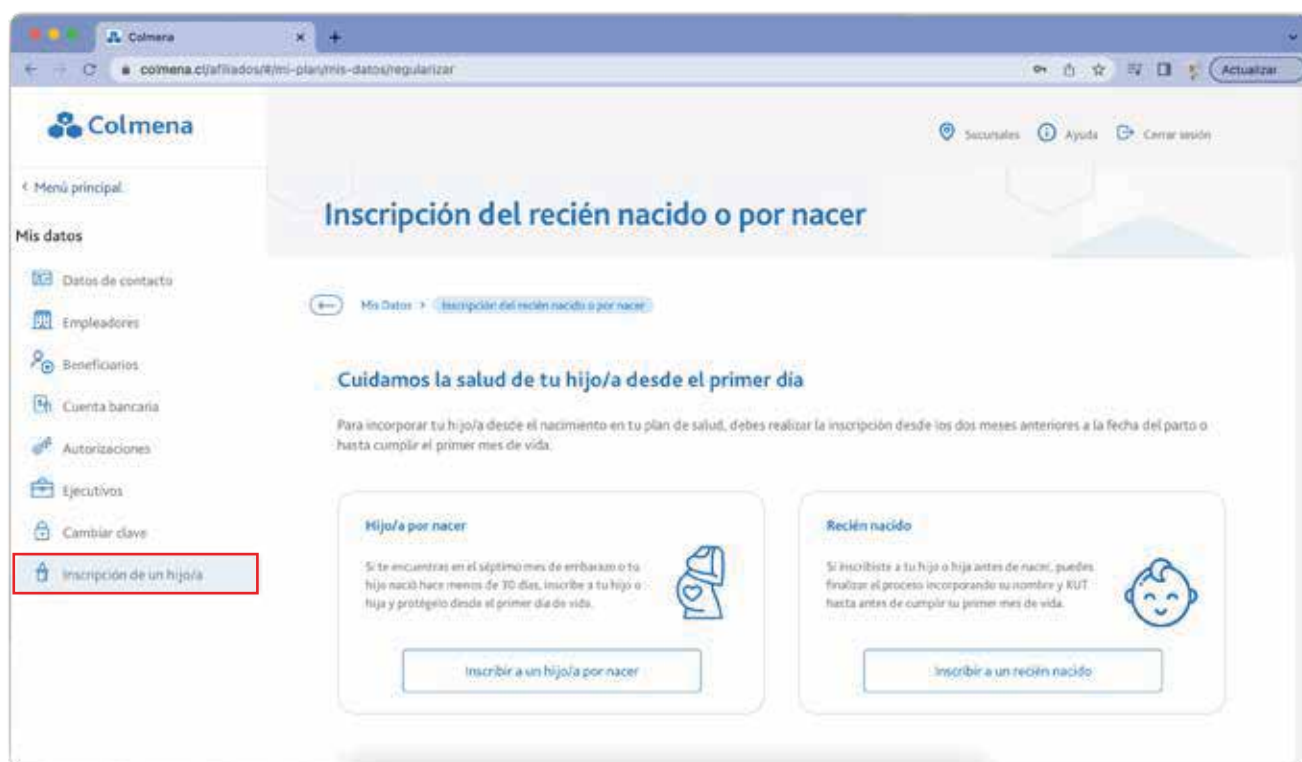 Colmena
colmena.cl/afiliados/#/mi-plan/mis-datos/regularizar
Actualizar
Colmena
Sucursales
Ayuda
Cerrar sesión
< Menú principal
Mis datos
Datos de contacto
Empleadores
Beneficiarios
Cuenta bancaria
Autorizaciones
Ejecutivos
Cambiar clave
Inscripción de un hijo/a
Inscripción del recién nacido o por nacer
Mis Datos > Inscripción del recién nacido o por nacer
Cuidamos la salud de tu hijo/a desde el primer día
Para incorporar tu hijo/a desde el nacimiento en tu plan de salud, debes realizar la inscripción desde los dos meses anteriores a la fecha del parto o
hasta cumplir el primer mes de vida.
Hijo/a por nacer
Si te encuentras en el séptimo mes de embarazo o tu
hijo nació hace menos de 30 días, inscribe a tu hijo o
hija y protégelo desde el primer día de vida.
Inscribir a un hijo/a por nacer
Recién nacido
Si inscribiste a tu hijo o hija antes de nacer, puedes
finalizar el proceso incorporando su nombre y RUT
hasta antes de cumplir su primer mes de vida.
Inscribir a un recién nacido